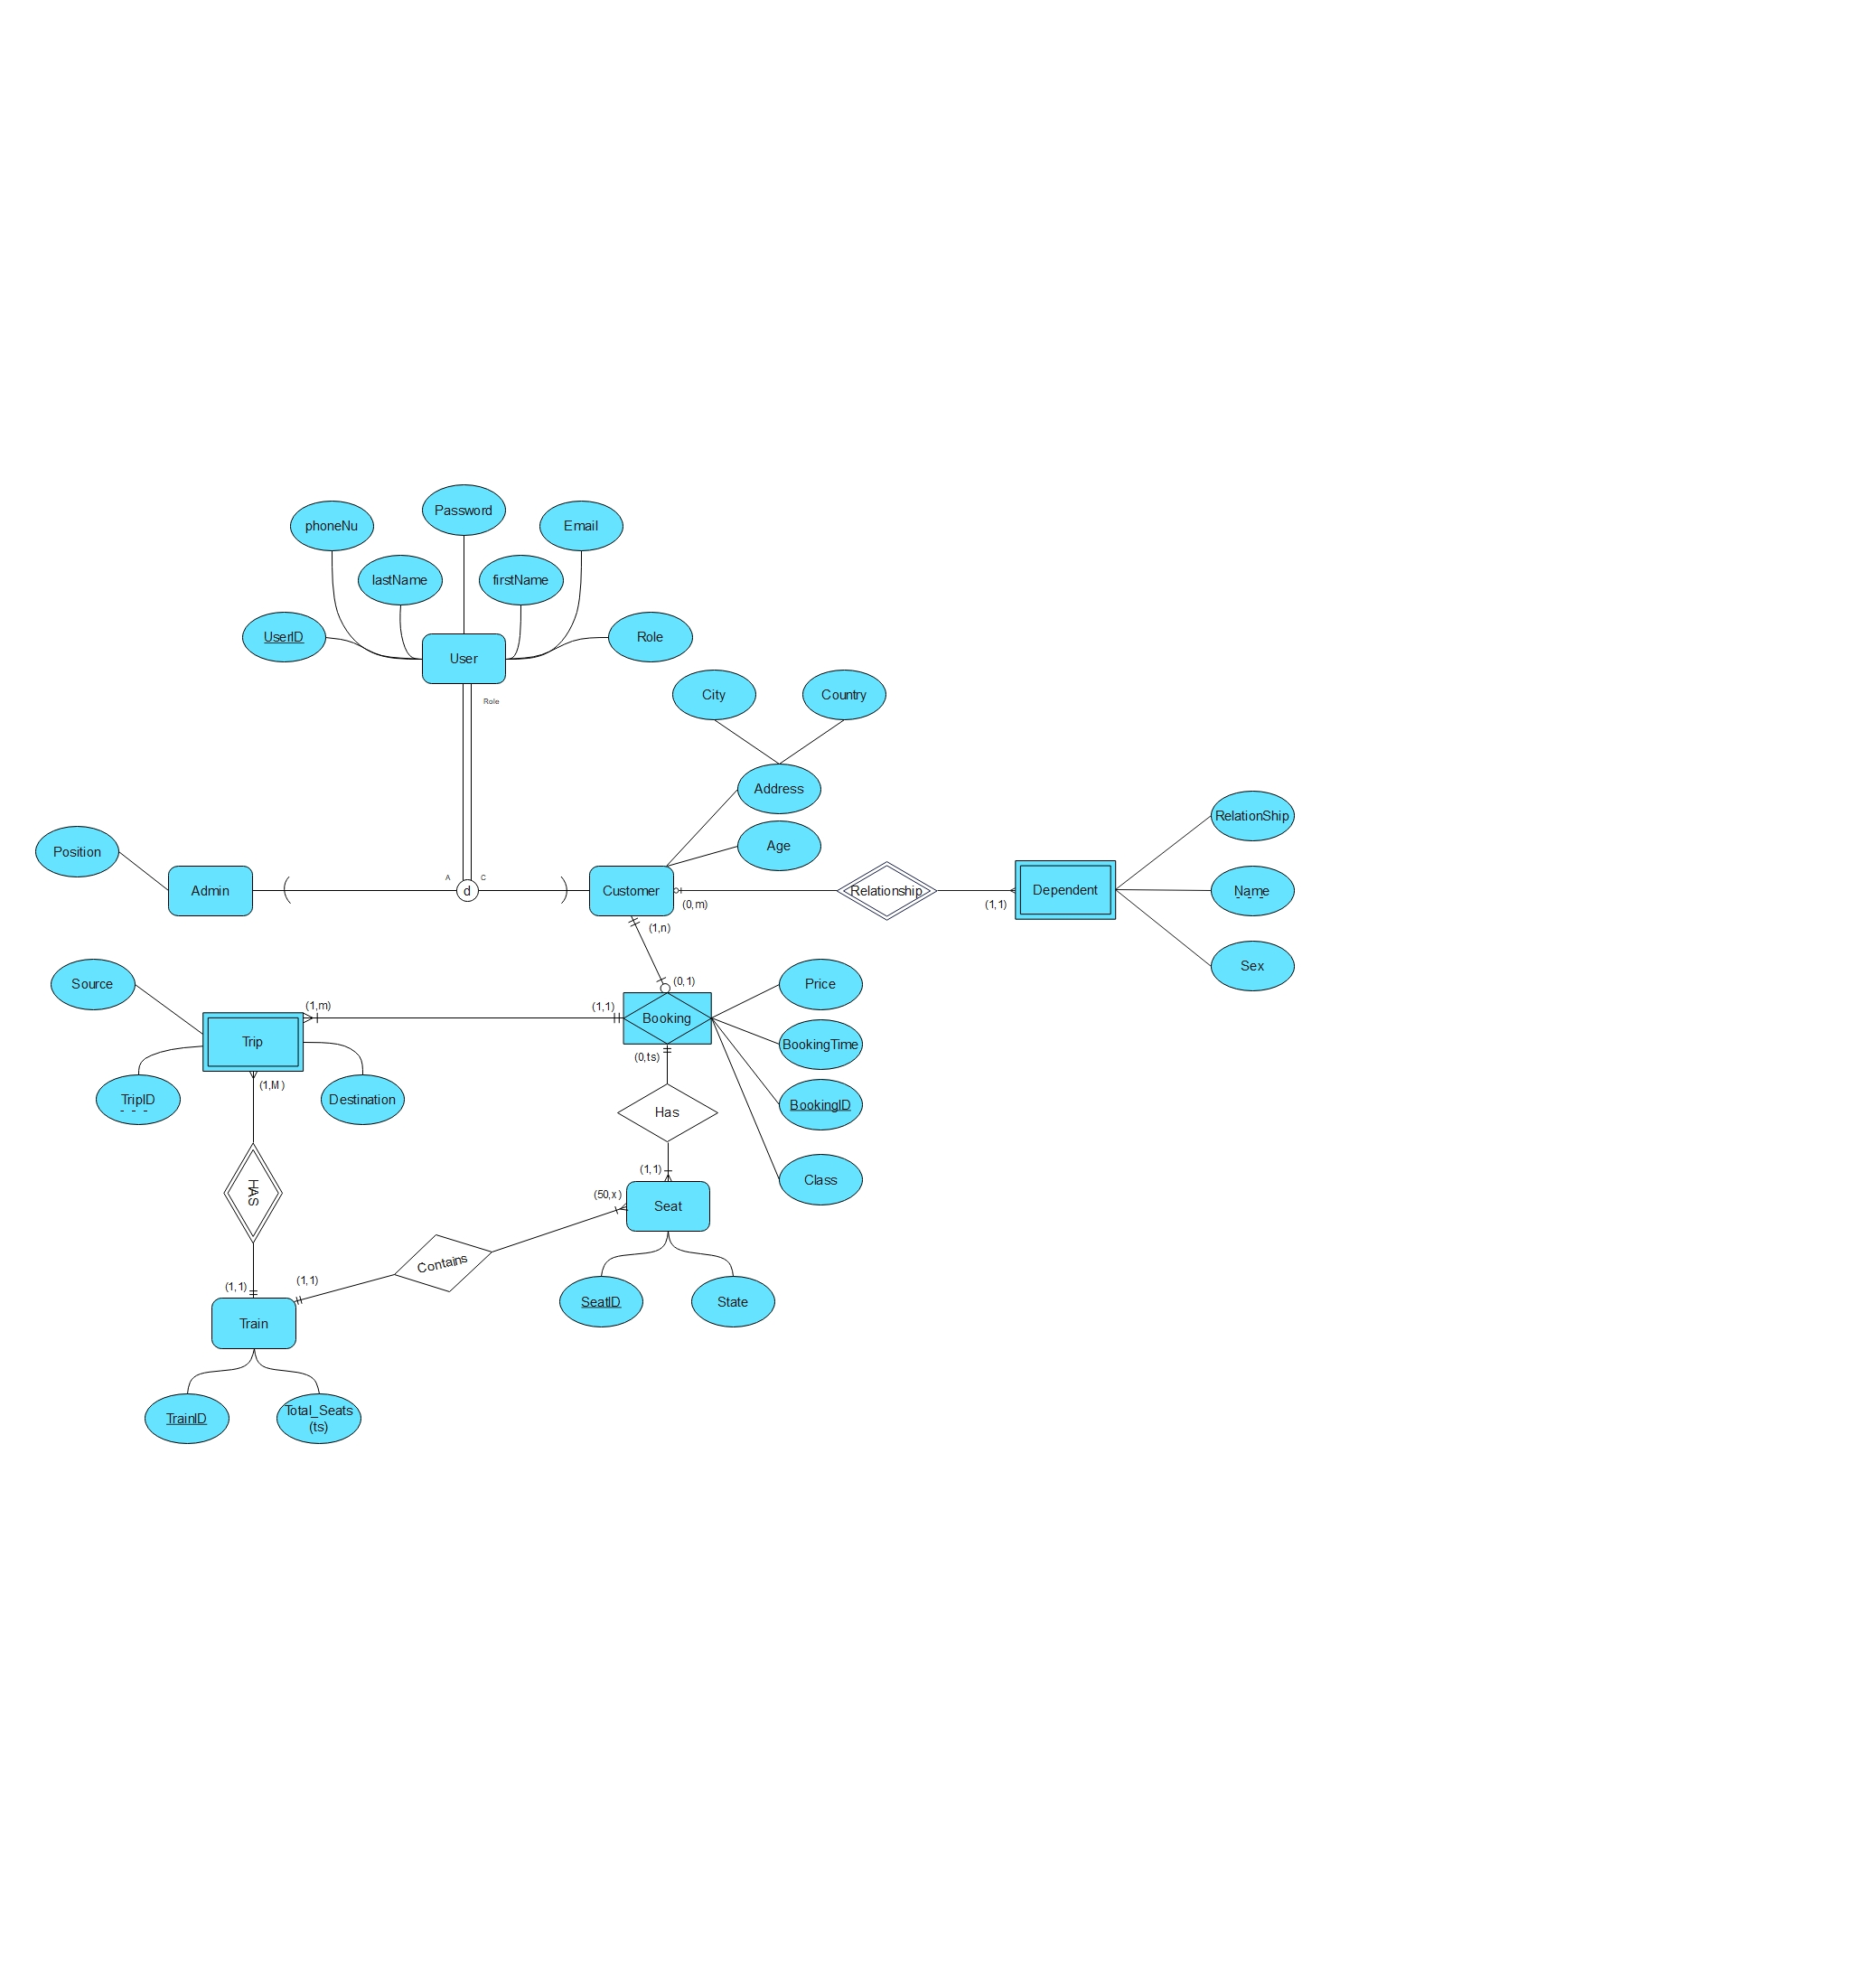 Password
phoneNu
Email
lastName
firstName
UserID
Role
User
City
Country
Role
Address
RelationShip
Age
Position
A
C
Admin
d
Customer
Relationship
Dependent
Name
(0,m)
(1,1)
(1,n)
Sex
Source
(0,1)
Price
(1,m)
(1,1)
Booking
Trip
BookingTime
(0,ts)
(1,M)
TripID
Destination
BookingID
Has
(1,1)
Class
HAS
(50,x)
Seat
Contains
(1,1)
(1,1)
SeatID
State
Train
TrainID
Total_Seats
(ts)